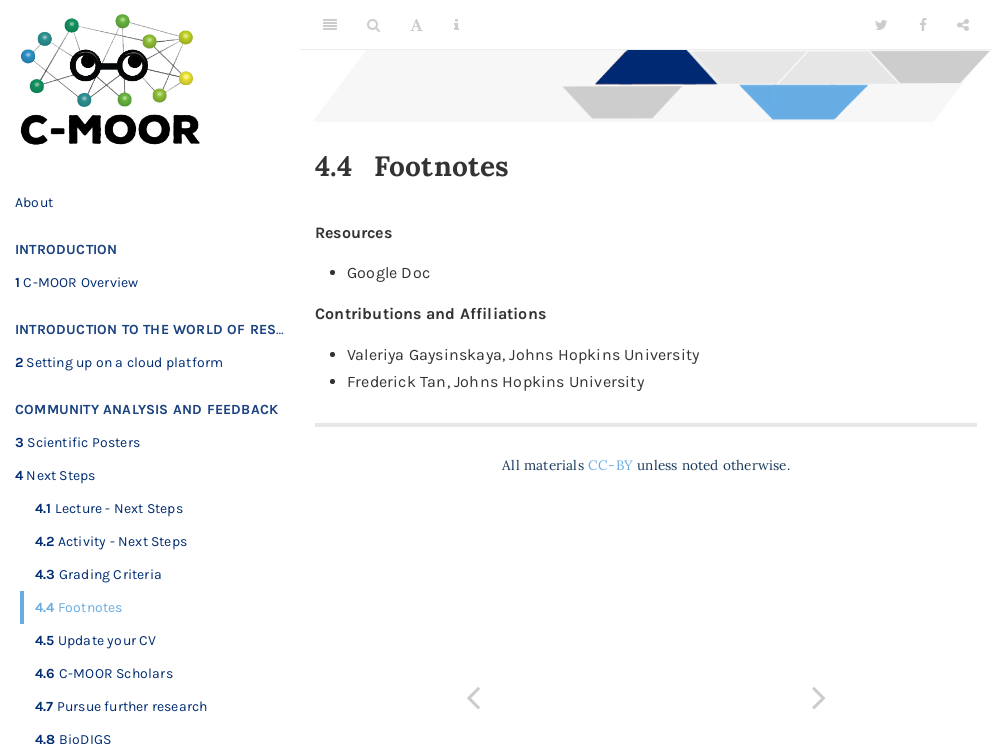 C-MOOR
About
INTRODUCTION
1 C-MOOR Overview
INTRODUCTION TO THE WORLD OF RES…
2 Setting up on a cloud platform
COMMUNITY ANALYSIS AND FEEDBACK
3 Scientific Posters
4 Next Steps
4.1 Lecture - Next Steps
4.2 Activity - Next Steps
4.3 Grading Criteria
4.4 Footnotes
4.5 Update your CV
4.6 C-MOOR Scholars
4.7 Pursue further research
4.8 BioDIGS
A
i
4.4 Footnotes
Resources
• Google Doc
Contributions and Affiliations
• Valeriya Gaysinskaya, Johns Hopkins University
• Frederick Tan, Johns Hopkins University
All materials CC-BY unless noted otherwise.